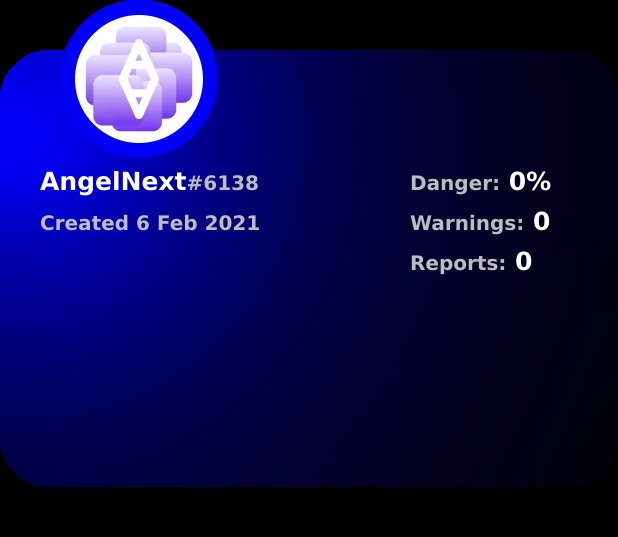 AngelNext#6138
Created 6 Feb 2021
Danger: 0%
Warnings: 0
Reports: 0